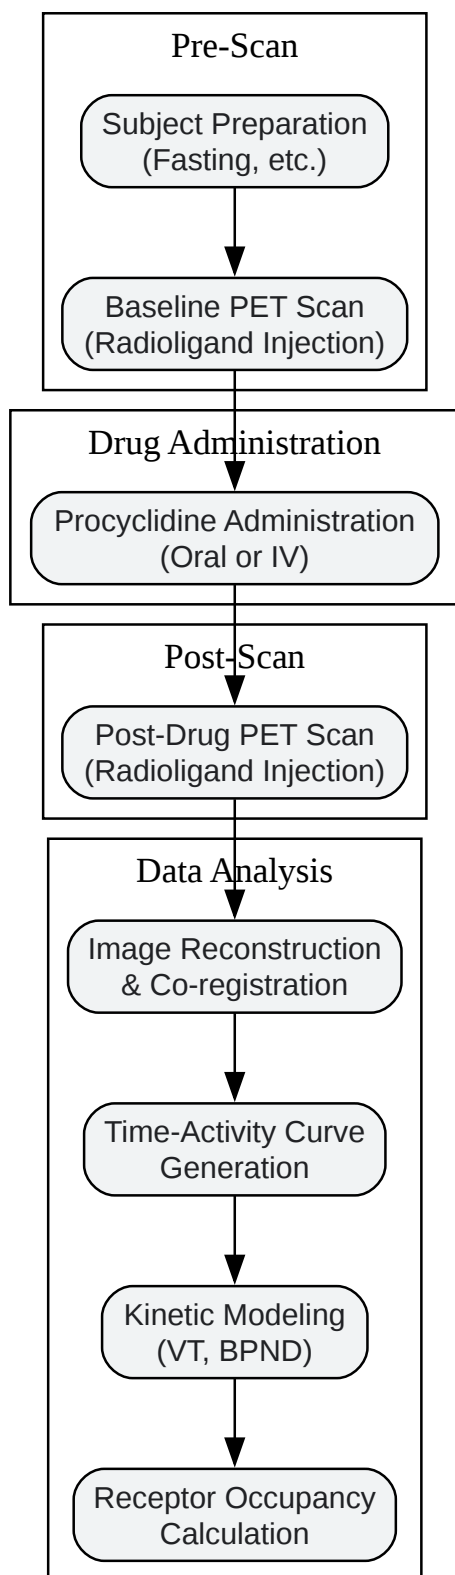 Pre-Scan
Subject Preparation
(Fasting, etc.)
Baseline PET Scan
(Radioligand Injection)
Drug Administration
Procyclidine Administration
(Oral or IV)
Post-Scan
Post-Drug PET Scan
(Radioligand Injection)
Data Analysis
Image Reconstruction
& Co-registration
Time-Activity Curve
Generation
Kinetic Modeling
(VT, BPND)
Receptor Occupancy
Calculation